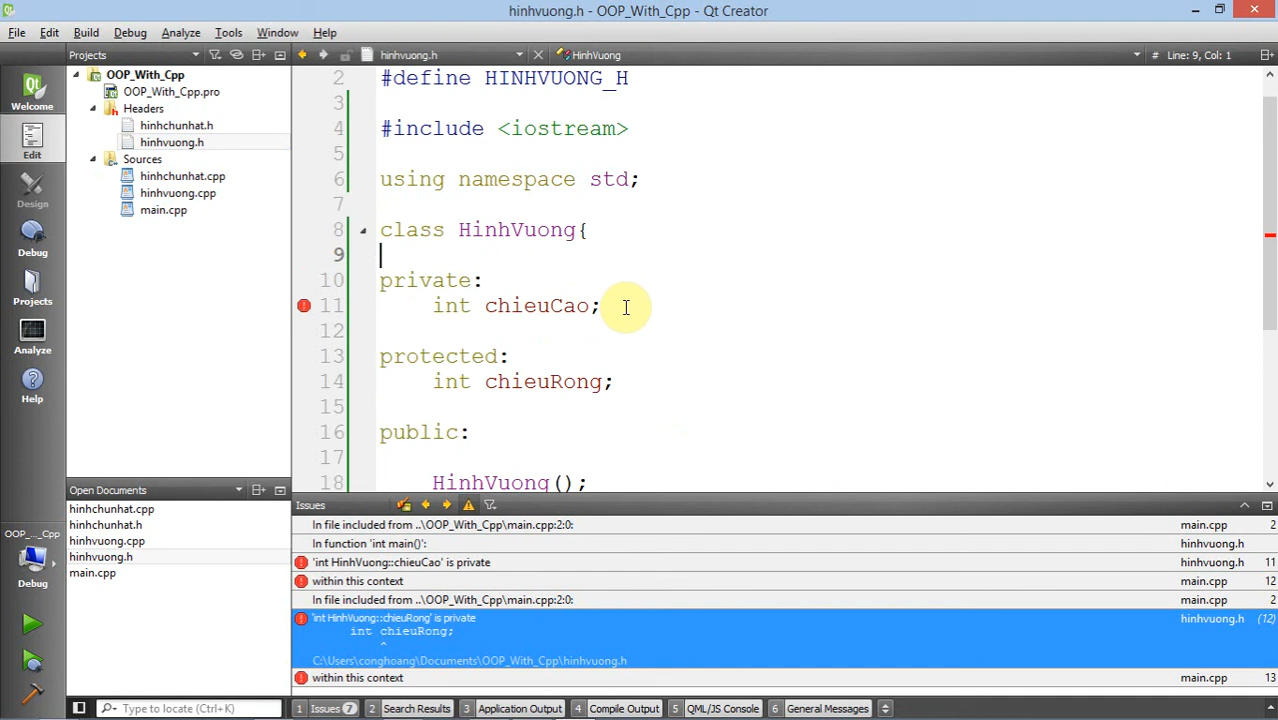 hinhvuong.h - OOP_With_Cpp - Qt Creator
File Edit Build Debug Analyze Tools Window Help
Projects hinhvuong.h HinhVuong # Line: 9, Col: 1
Welcome
Edit
Design
Debug
Projects
Analyze
Help
OOP_With_Cpp
OOP_With_Cpp.pro
Headers
hinhchunhat.h
hinhvuong.h
Sources
hinhchunhat.cpp
hinhvuong.cpp
main.cpp
2 #define HINHVUONG_H
3
4 #include <iostream>
5
6 using namespace std;
7
8 class HinhVuong{
9
10 private:
11 int chieuCao;
12
13 protected:
14 int chieuRong;
15
16 public:
17
18 HinhVuong();
Open Documents
hinhchunhat.cpp
hinhchunhat.h
hinhvuong.cpp
hinhvuong.h
main.cpp
OOP_..._Cpp
Debug
Issues
In file included from ..\OOP_With_Cpp\main.cpp:2:0: main.cpp 2
In function 'int main()': hinhvuong.h
'int HinhVuong::chieuCao' is private hinhvuong.h 11
within this context main.cpp 12
In file included from ..\OOP_With_Cpp\main.cpp:2:0: main.cpp 2
'int HinhVuong::chieuRong' is private hinhvuong.h (12)
int chieuRong;
^
C:\Users\conghoang\Documents\OOP_With_Cpp\hinhvuong.h
within this context main.cpp 13
Type to locate (Ctrl+K) 1 Issues 7 2 Search Results 3 Application Output 4 Compile Output 5 QML/JS Console 6 General Messages